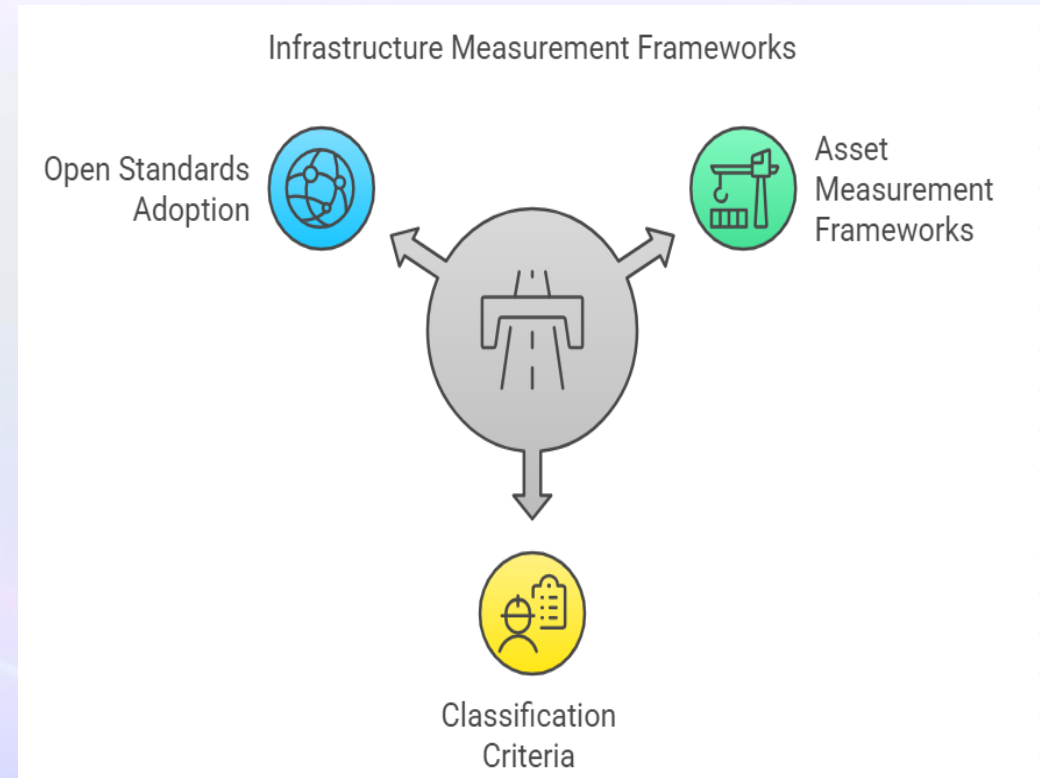 Infrastructure Measurement Frameworks
Open Standards
Adoption
Asset
Measurement
Frameworks
Classification
Criteria